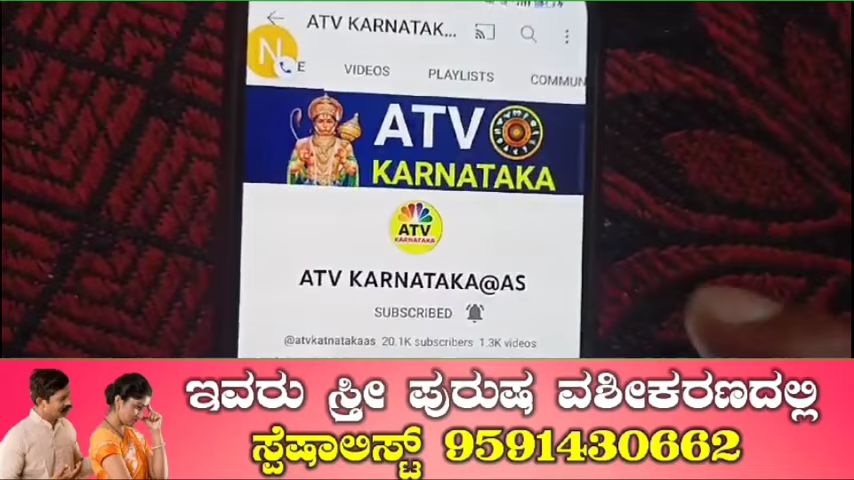 ATV KARNATAK...
N
E VIDEOS PLAYLISTS COMMUN
ATV
KARNATAKA
ATV
KARNATAKA
ATV KARNATAKA@AS
SUBSCRIBED
@atvkatnatakaas 20.1K subscribers 1.3K videos
ಇವರು ಸ್ತ್ರೀ ಪುರುಷ ವಶೀಕರಣದಲ್ಲಿ
ಸ್ಪೆಷಾಲಿಸ್ಟ್ 9591430662